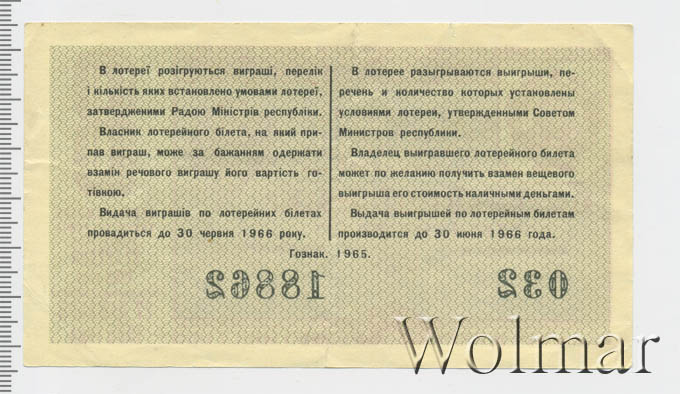 В лотереї розігруються виграші, перелік
і кількість яких встановлено умовами лотереї,
затвердженими Радою Міністрів республіки.
Власник лотерейного білета, на який при-
пав виграш, може за бажанням одержати
взамін речового виграшу його вартість го-
тівкою.
Видача виграшів по лотерейних білетах
провадиться до 30 червня 1966 року.
В лотерее разыгрываются выигрыши, пе-
речень и количество которых установлены
условиями лотереи, утвержденными Советом
Министров республики.
Владелец выигравшего лотерейного билета
может по желанию получить взамен вещевого
выигрыша его стоимость наличными деньгами.
Выдача выигрышей по лотерейным билетам
производится до 30 июня 1966 года.
Гознак. 1965.
18862 032
Wolmar